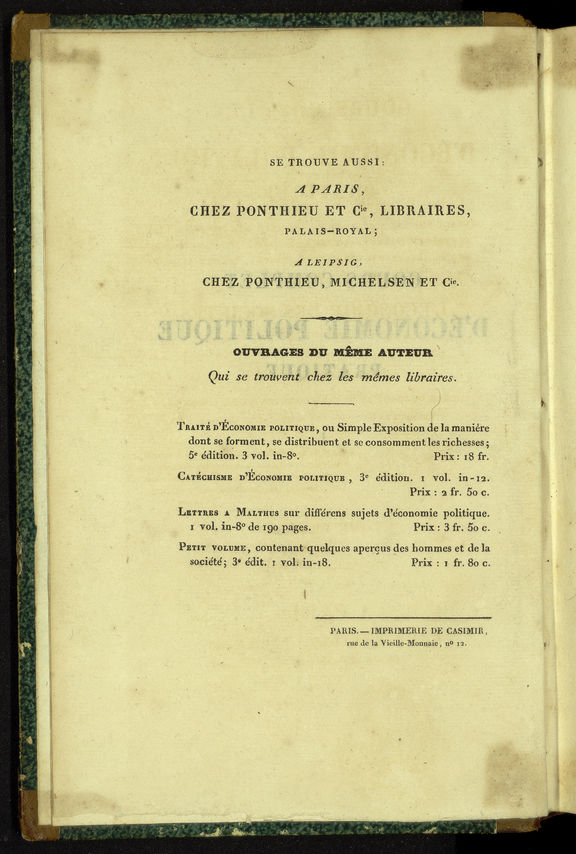 SE TROUVE AUSSI:
A PARIS,
CHEZ PONTHIEU ET Cie, LIBRAIRES,
PALAIS-ROYAL;
A LEIPSIG,
CHEZ PONTHIEU, MICHELSEN ET Cie.
OUVRAGES DU MÊME AUTEUR
Qui se trouvent chez les mêmes libraires.
TRAITÉ D'ÉCONOMIE POLITIQUE, ou Simple Exposition de la manière
dont se forment, se distribuent et se consomment les richesses;
5e édition. 3 vol. in-8o. Prix: 18 fr.
CATÉCHISME D'ÉCONOMIE POLITIQUE, 3e édition. 1 vol. in-12.
Prix: 2 fr. 50 c.
LETTRES A MALTHUS sur différens sujets d'économie politique.
1 vol. in-8o de 190 pages. Prix: 3 fr. 50 c.
PETIT VOLUME, contenant quelques aperçus des hommes et de la
société; 3e édit. 1 vol. in-18. Prix: 1 fr. 80 c.
PARIS. — IMPRIMERIE DE CASIMIR,
rue de la Vieille-Monnaie, no 12.